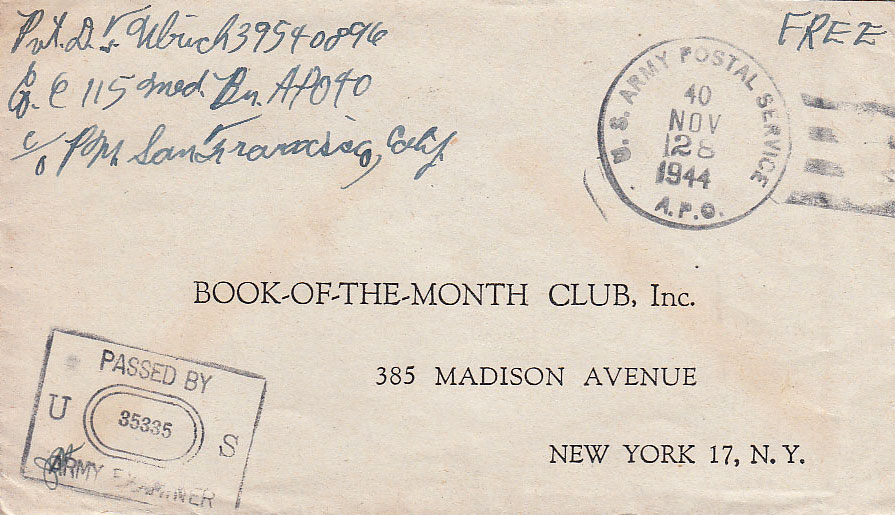 Pvt. D. V. Ulrich 39540896
Co. C 115 Med. Bn. APO 40
c/o PM. San Francisco, Calif.
FREE
U.S. ARMY POSTAL SERVICE
40
NOV
128
1944
A.P.O.
BOOK-OF-THE-MONTH CLUB, Inc.
385 MADISON AVENUE
NEW YORK 17, N.Y.
PASSED BY
U 35335 S
ARMY EXAMINER